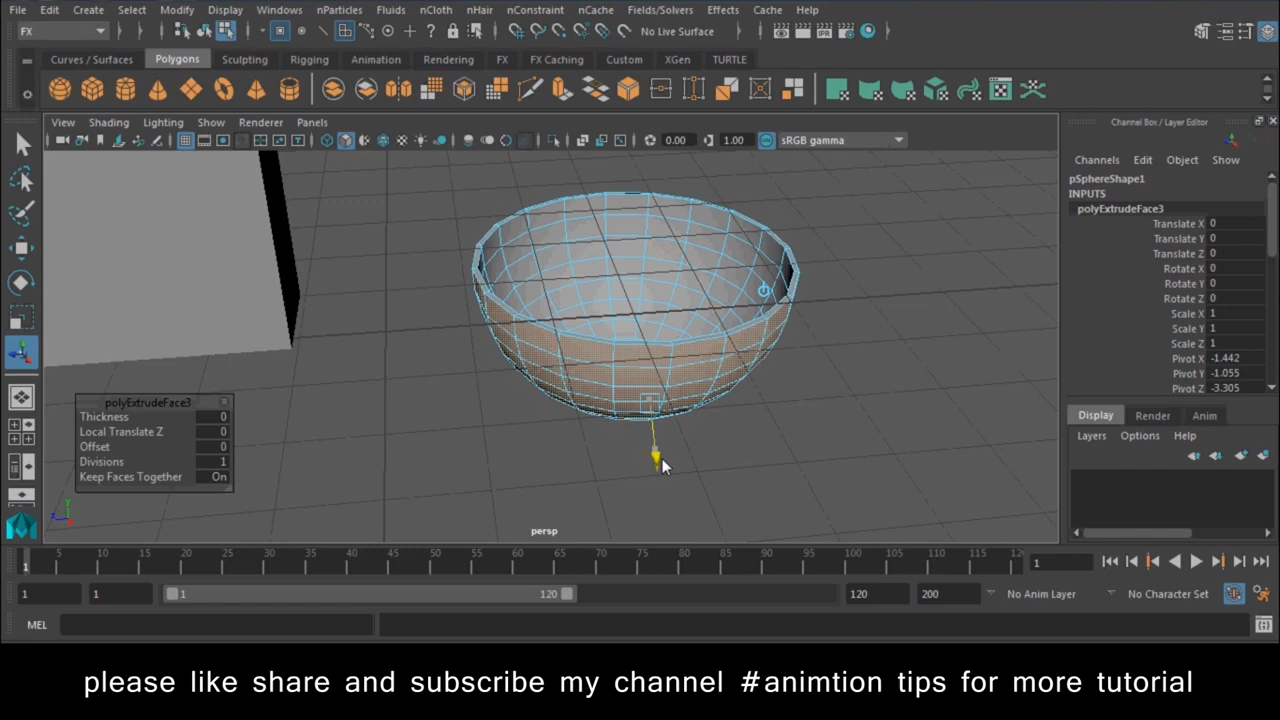 File Edit Create Select Modify Display Windows nParticles Fluids nCloth nHair nConstraint nCache Fields/Solvers Effects Cache Help
FX No Live Surface
Curves / Surfaces Polygons Sculpting Rigging Animation Rendering FX FX Caching Custom XGen TURTLE
View Shading Lighting Show Renderer Panels
0.00 1.00 sRGB gamma
Channel Box / Layer Editor
Channels Edit Object Show
pSphereShape1
INPUTS
polyExtrudeFace3
Translate X 0
Translate Y 0
Translate Z 0
Rotate X 0
Rotate Y 0
Rotate Z 0
Scale X 1
Scale Y 1
Scale Z 1
Pivot X -1.442
Pivot Y -1.055
Pivot Z -3.305
Display Render Anim
Layers Options Help
polyExtrudeFace3
Thickness 0
Local Translate Z 0
Offset 0
Divisions 1
Keep Faces Together On
persp
5 10 15 20 25 30 35 40 45 50 55 60 65 70 75 80 85 90 95 100 105 110 115 12
1 1
1 1 1 120 120 200 No Anim Layer No Character Set
MEL
please like share and subscribe my channel #animtion tips for more tutorial